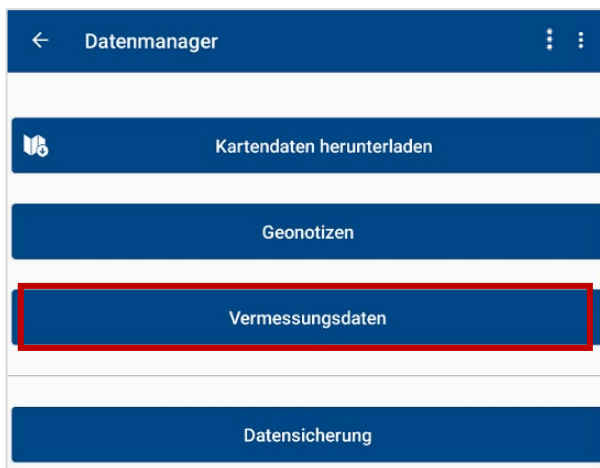 Datenmanager
Kartendaten herunterladen
Geonotizen
Vermessungsdaten
Datensicherung